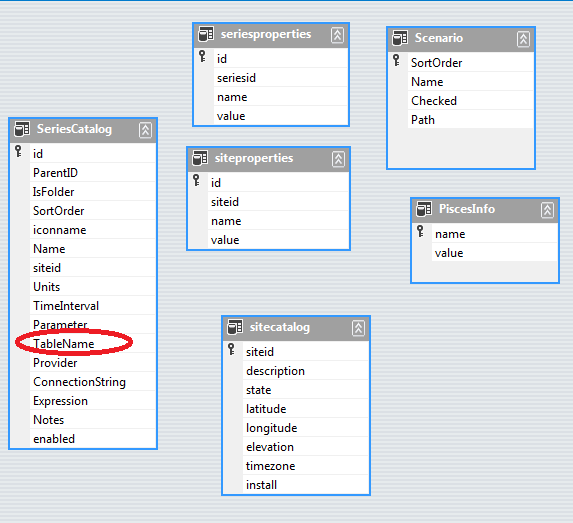 seriesproperties
id
seriesid
name
value
Scenario
SortOrder
Name
Checked
Path
SeriesCatalog
id
ParentID
IsFolder
SortOrder
iconname
Name
siteid
Units
TimeInterval
Parameter
TableName
Provider
ConnectionString
Expression
Notes
enabled
siteproperties
id
siteid
name
value
PiscesInfo
name
value
sitecatalog
siteid
description
state
latitude
longitude
elevation
timezone
install